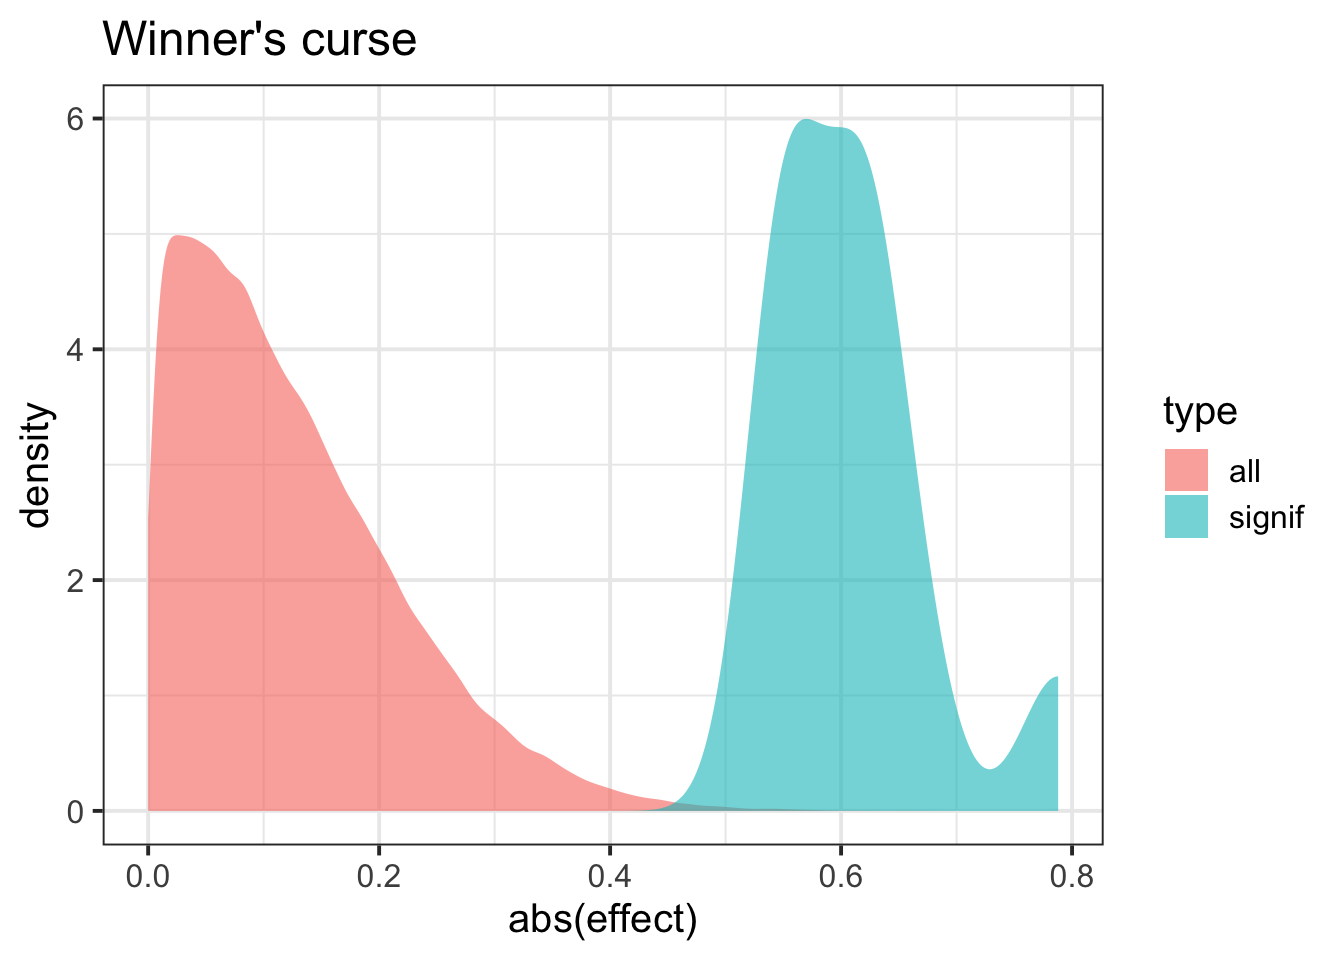 Winner's curse
6
4
2
0
density
0.0 0.2 0.4 0.6 0.8
abs(effect)
type
all
signif